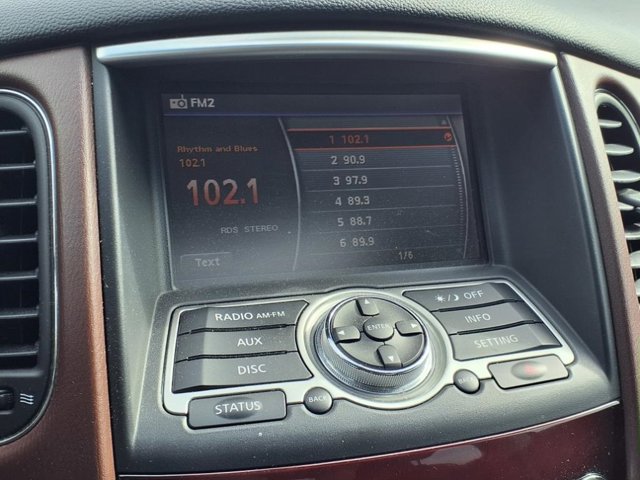 FM2
Rhythm and Blues
102.1
102.1
RDS STEREO
Text
1 102.1
2 90.9
3 97.9
4 89.3
5 88.7
6 89.9
1/6
RADIO AM·FM
AUX
DISC
STATUS
BACK
ENTER
OFF
INFO
SETTING